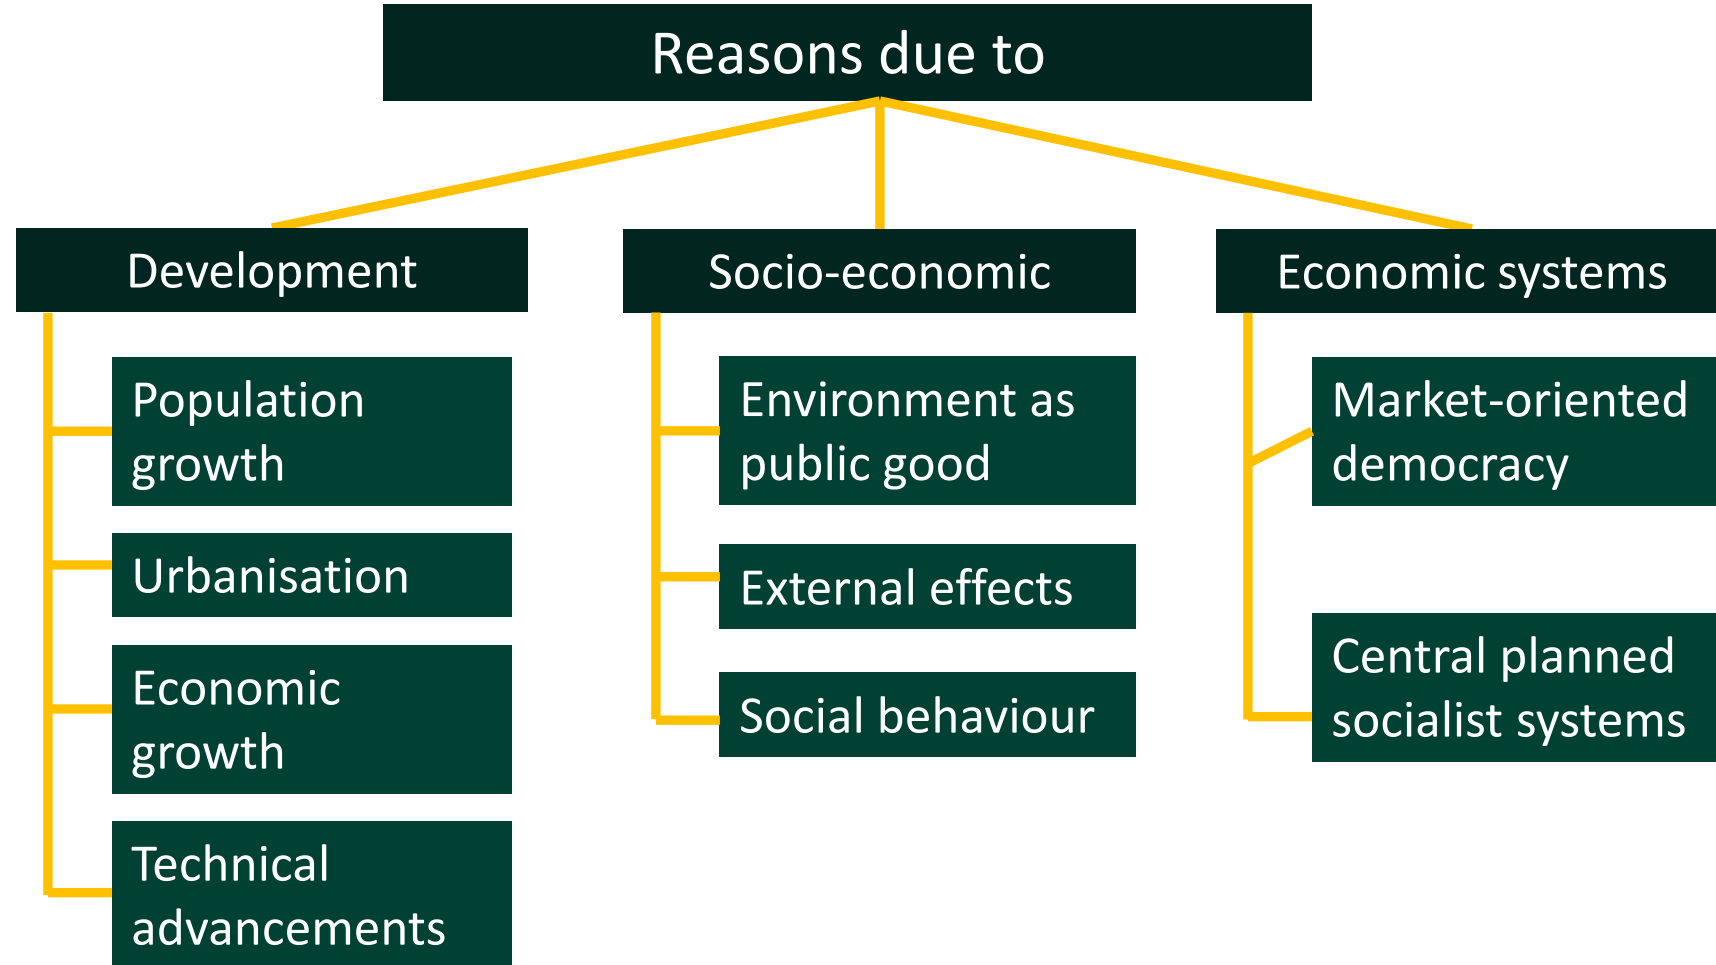 Reasons due to
Development
Population
growth
Urbanisation
Economic
growth
Technical
advancements
Socio-economic
Environment as
public good
External effects
Social behaviour
Economic systems
Market-oriented
democracy
Central planned
socialist systems